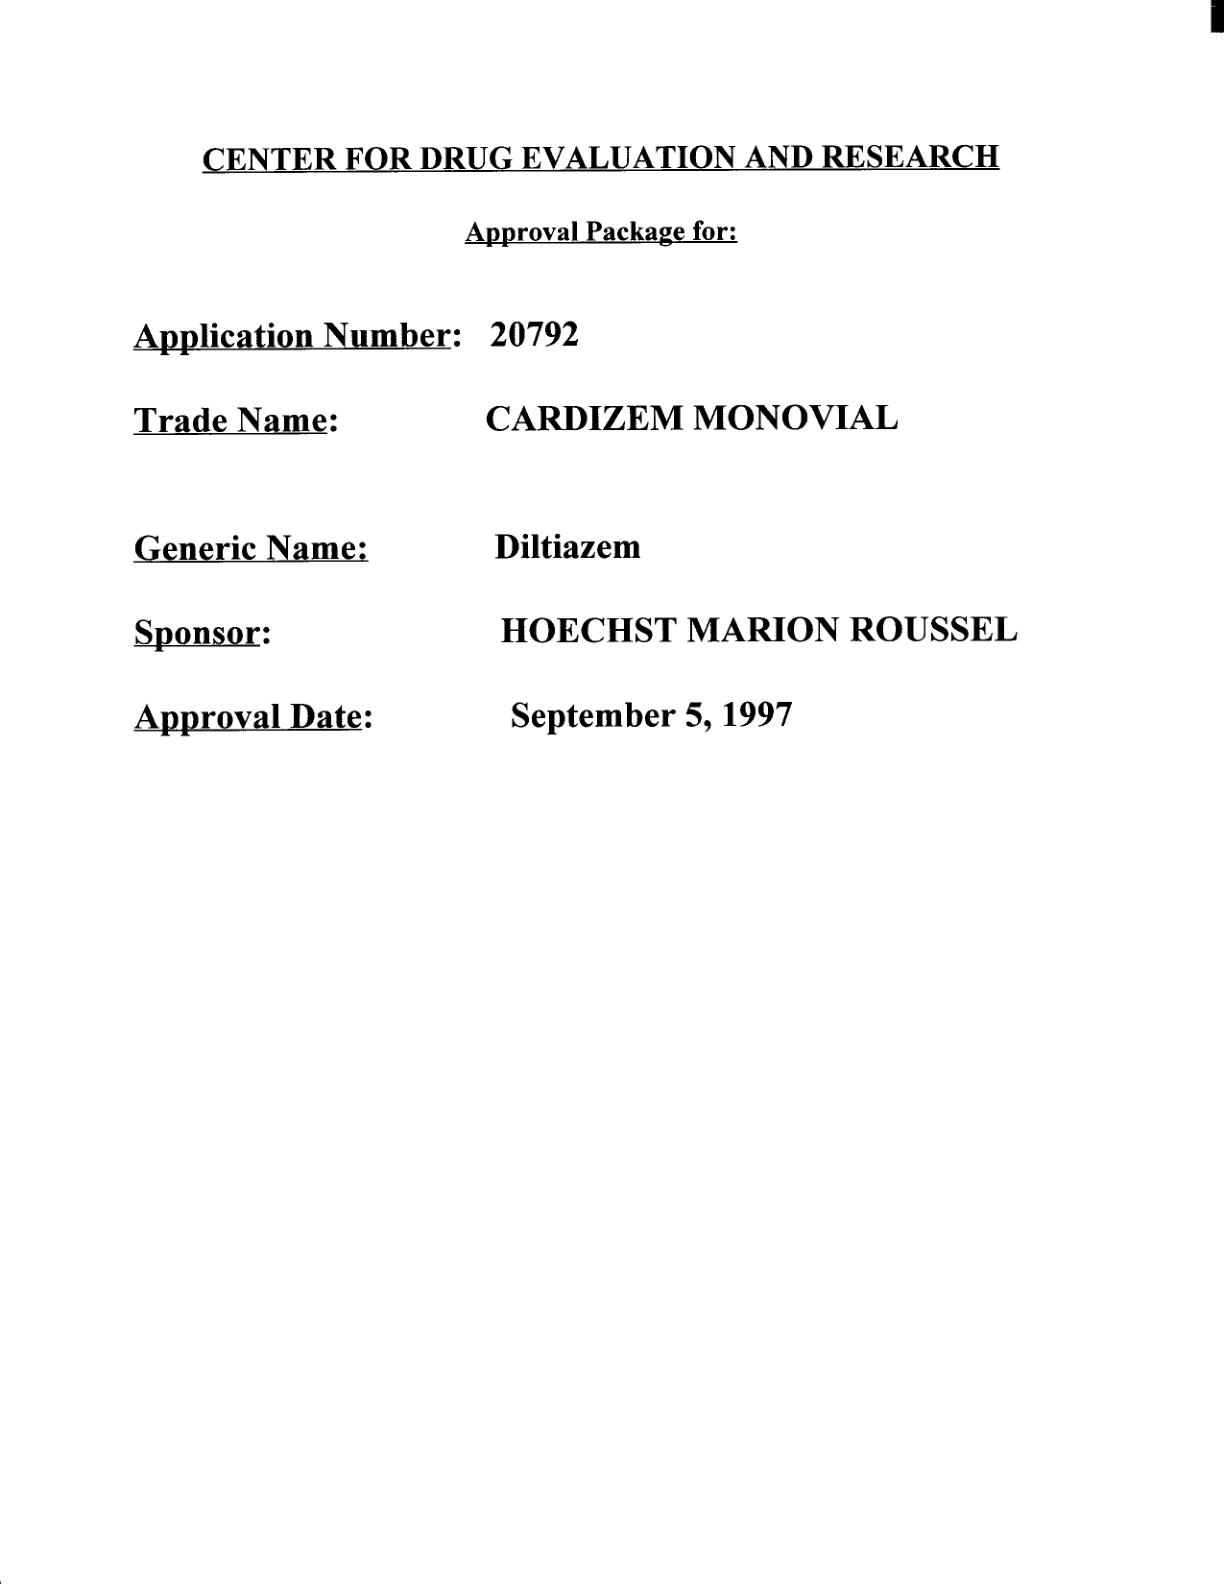 CENTER FOR DRUG EVALUATION AND RESEARCH
Approval Package for:
Application Number: 20792
Trade Name: CARDIZEM MONOVIAL
Generic Name: Diltiazem
Sponsor: HOECHST MARION ROUSSEL
Approval Date: September 5, 1997